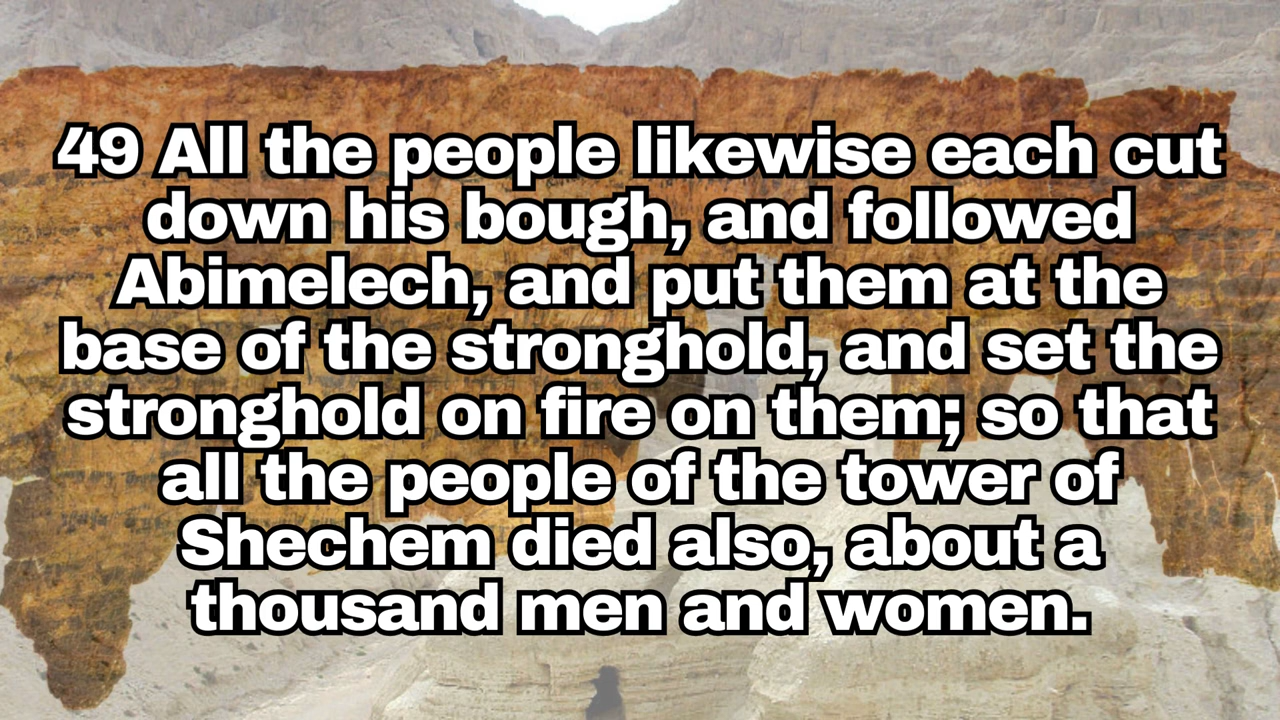 49 All the people likewise each cut
down his bough, and followed
Abimelech, and put them at the
base of the stronghold, and set the
stronghold on fire on them; so that
all the people of the tower of
Shechem died also, about a
thousand men and women.